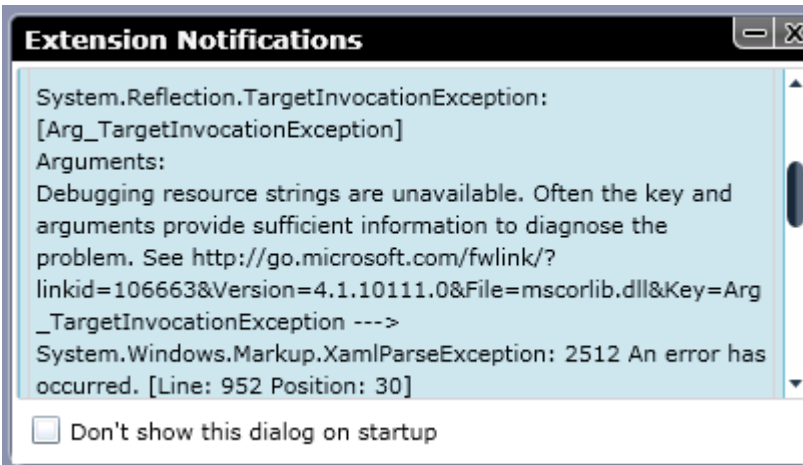 Extension Notifications
System.Reflection.TargetInvocationException:
[Arg_TargetInvocationException]
Arguments:
Debugging resource strings are unavailable. Often the key and
arguments provide sufficient information to diagnose the
problem. See http://go.microsoft.com/fwlink/?
linkid=106663&Version=4.1.10111.0&File=mscorlib.dll&Key=Arg
_TargetInvocationException --->
System.Windows.Markup.XamlParseException: 2512 An error has
occurred. [Line: 952 Position: 30]
Don't show this dialog on startup